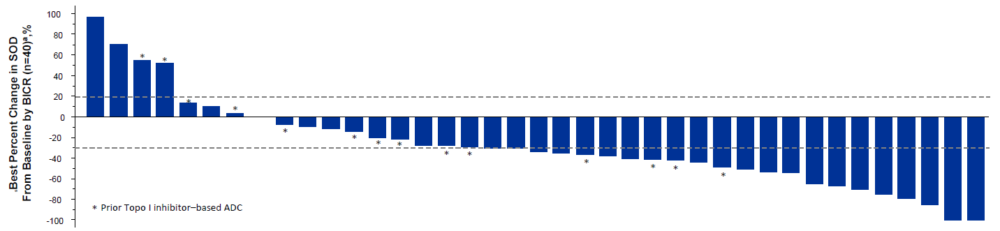 ₐBest Percent Change in SOD
From Baseline by BICR (n=40)ᵃ,%
100
80
60
40
20
0
-20
-40
-60
-80
-100
* * * * *
* * * * * * * * * * *
* Prior Topo I inhibitor–based ADC